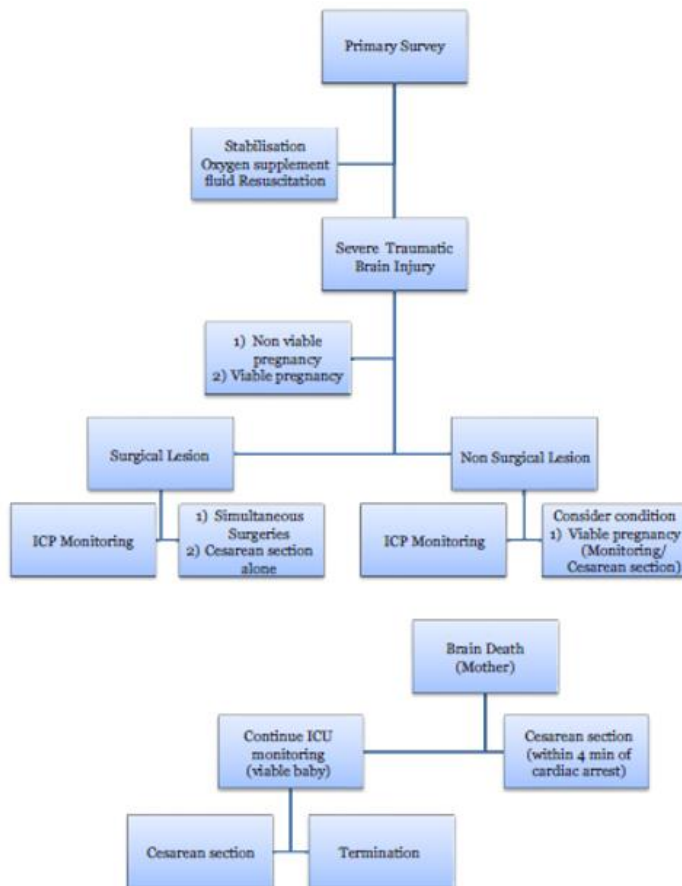 Primary Survey
Stabilisation
Oxygen supplement
fluid Resuscitation
Severe Traumatic
Brain Injury
1) Non viable
pregnancy
2) Viable pregnancy
Surgical Lesion
Non Surgical Lesion
ICP Monitoring
1) Simultaneous
Surgeries
2) Cesarean section
alone
ICP Monitoring
Consider condition
1) Viable pregnancy
(Monitoring/
Cesarean section)
Brain Death
(Mother)
Continue ICU
monitoring
(viable baby)
Cesarean section
(within 4 min of
cardiac arrest)
Cesarean section
Termination